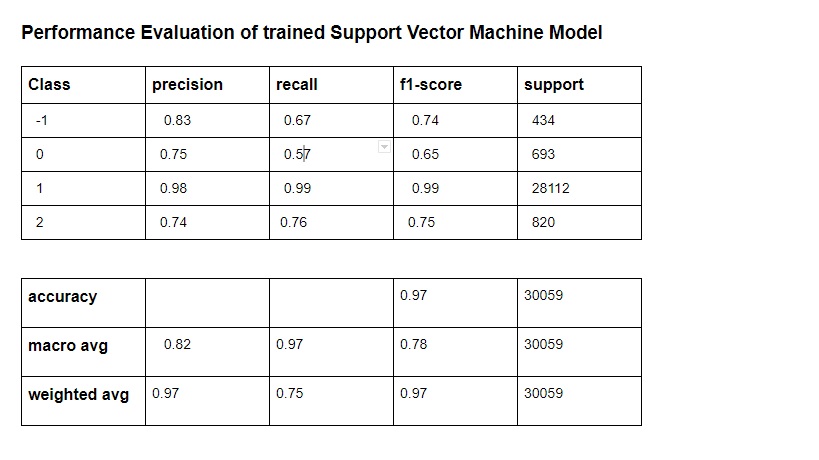 Performance Evaluation of trained Support Vector Machine Model
Class precision recall f1-score support
-1 0.83 0.67 0.74 434
0 0.75 0.57 0.65 693
1 0.98 0.99 0.99 28112
2 0.74 0.76 0.75 820
accuracy 0.97 30059
macro avg 0.82 0.97 0.78 30059
weighted avg 0.97 0.75 0.97 30059